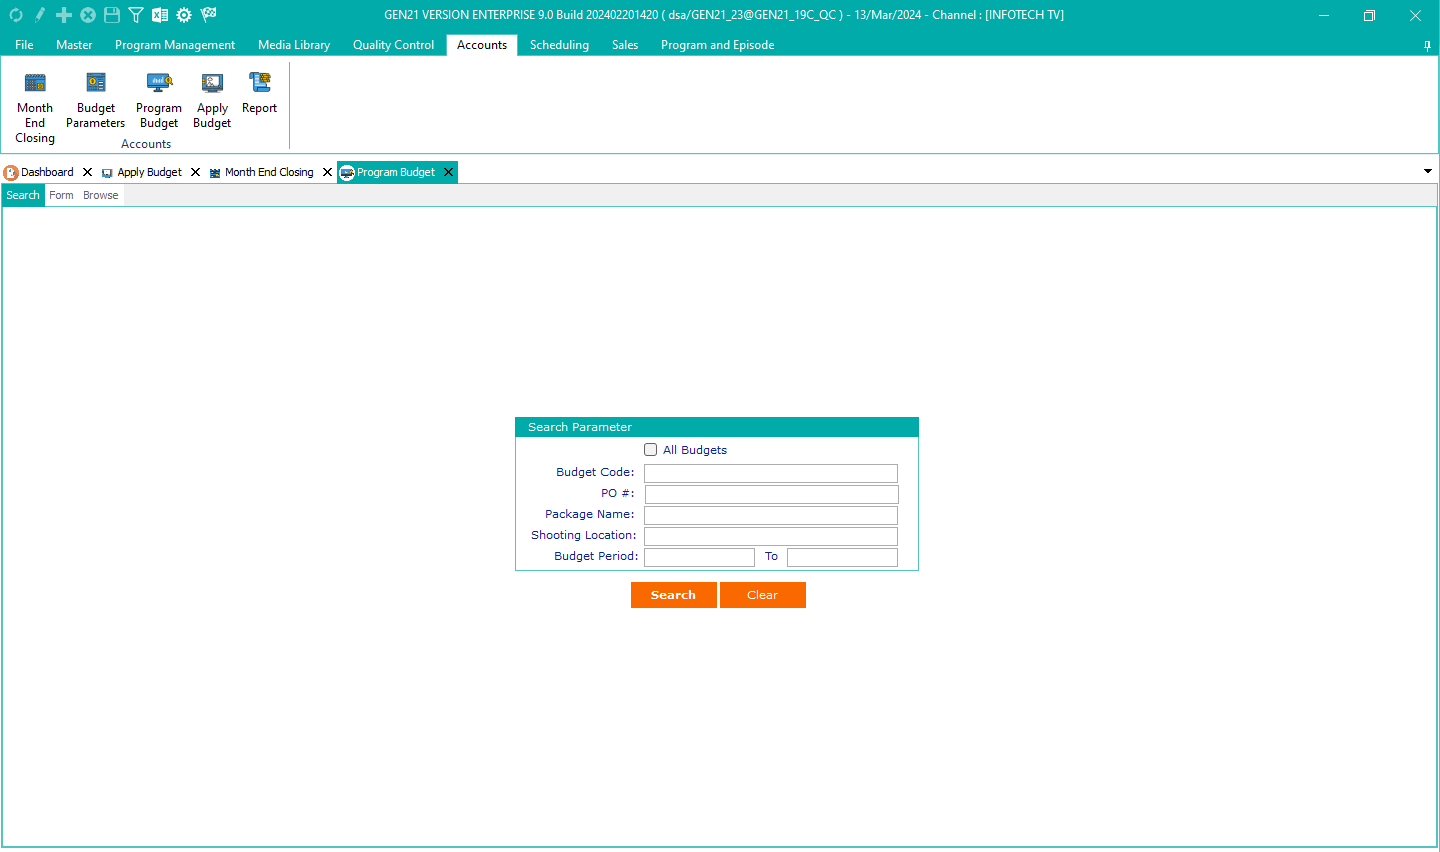 GEN21 VERSION ENTERPRISE 9.0 Build 202402201420 ( dsa/GEN21_23@GEN21_19C_QC ) - 13/Mar/2024 - Channel : [INFOTECH TV]
File Master Program Management Media Library Quality Control Accounts Scheduling Sales Program and Episode
Month End Closing
Budget Parameters
Program Budget
Apply Budget
Report
Accounts
Dashboard Apply Budget Month End Closing Program Budget
Search Form Browse
Search Parameter
All Budgets
Budget Code:
PO #:
Package Name:
Shooting Location:
Budget Period: To
Search Clear